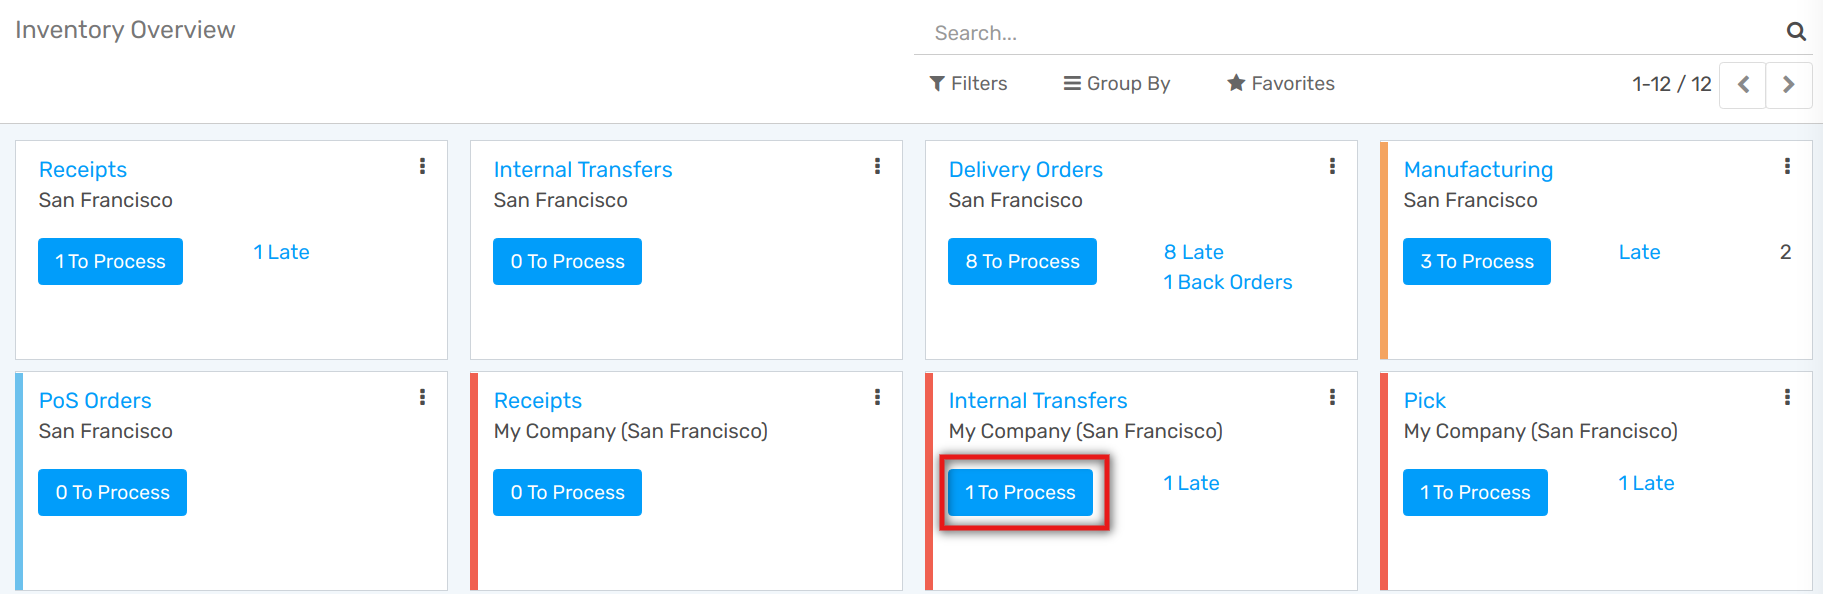 Inventory Overview
Search...
Filters
Group By
Favorites
1-12 / 12
Receipts
San Francisco
1 To Process
1 Late
Internal Transfers
San Francisco
0 To Process
Delivery Orders
San Francisco
8 To Process
8 Late
1 Back Orders
Manufacturing
San Francisco
3 To Process
Late 2
PoS Orders
San Francisco
0 To Process
Receipts
My Company (San Francisco)
0 To Process
Internal Transfers
My Company (San Francisco)
1 To Process
1 Late
Pick
My Company (San Francisco)
1 To Process
1 Late